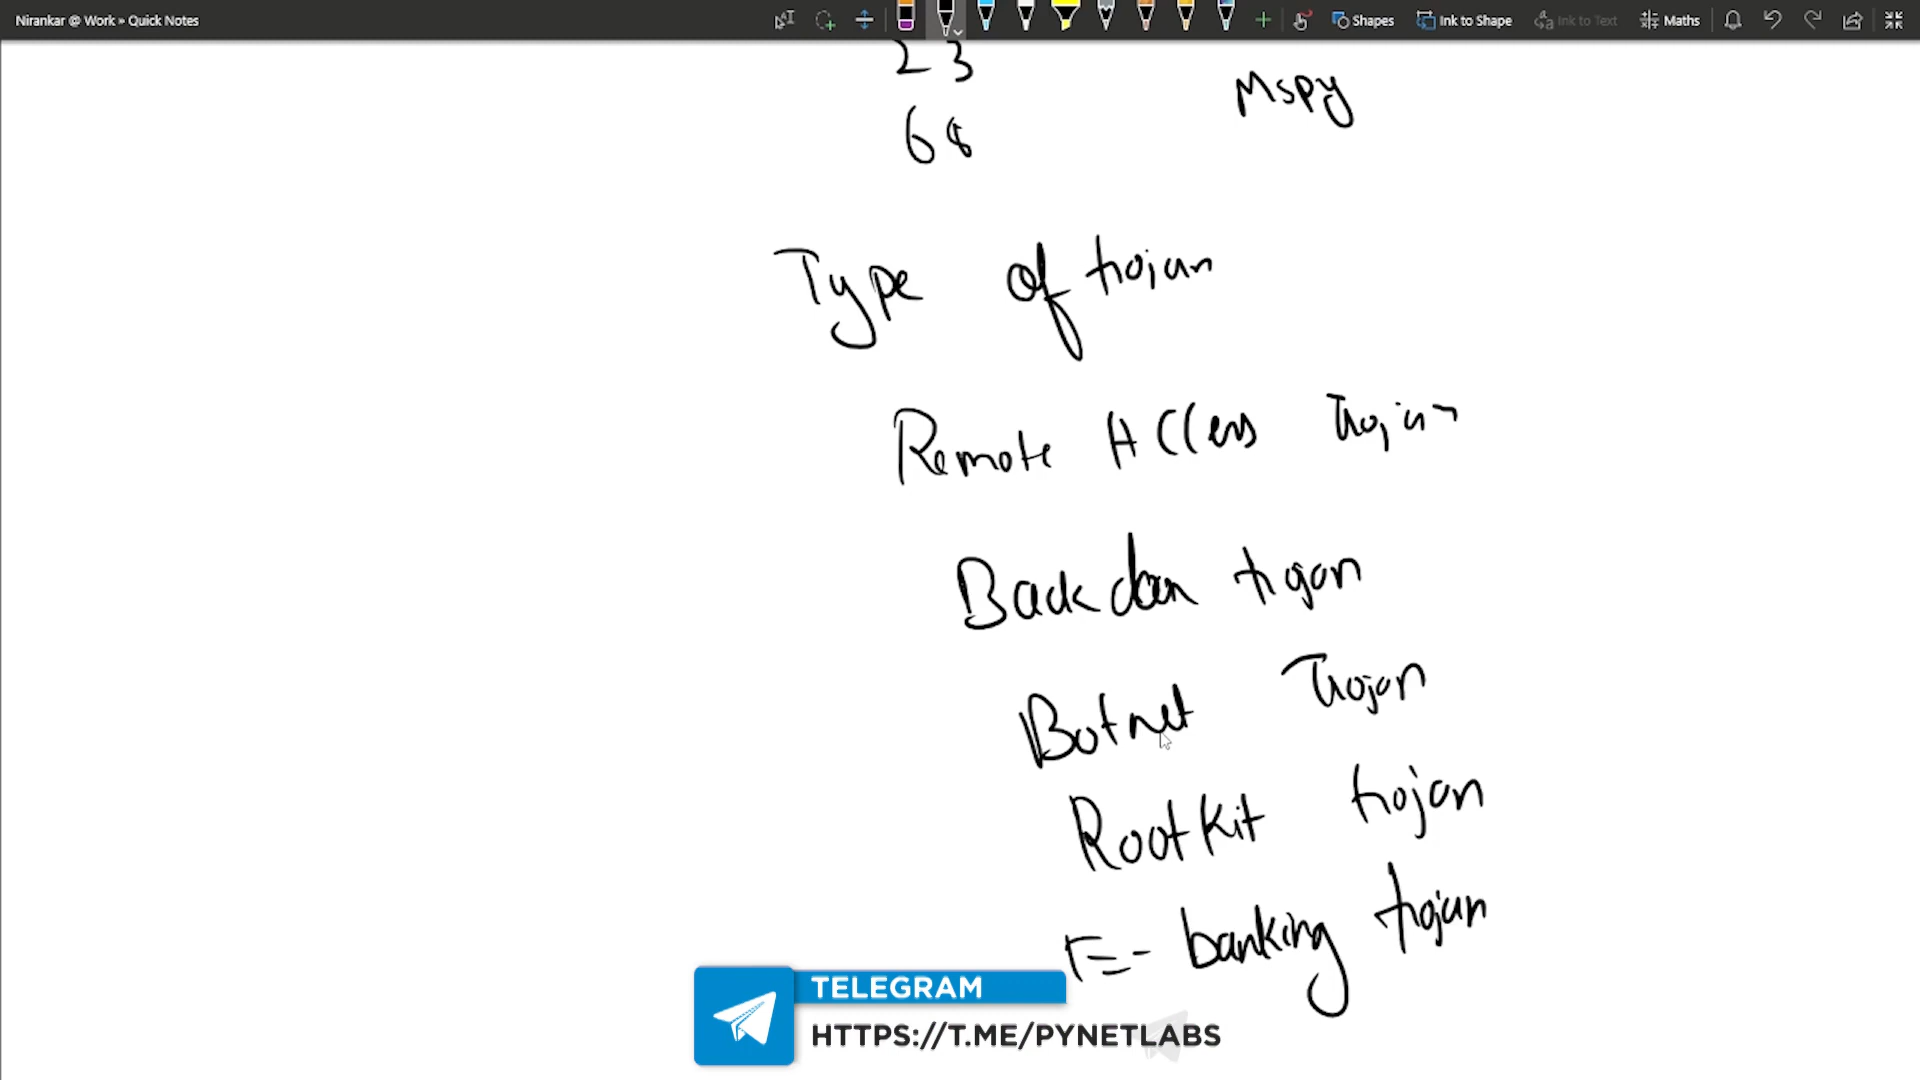 Nirankar @ Work » Quick Notes
Shapes Ink to Shape Ink to Text Maths
23
Mspy
68
Type of trojan
Remote Access Trojan
Backdoor trojan
Botnet Trojan
RootKit trojan
E-banking trojan
TELEGRAM
HTTPS://T.ME/PYNETLABS